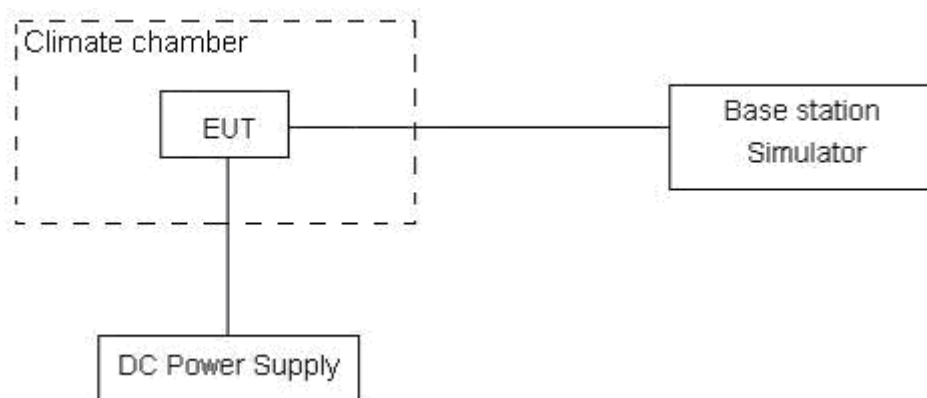 Climate chamber
EUT
Base station
Simulator
DC Power Supply